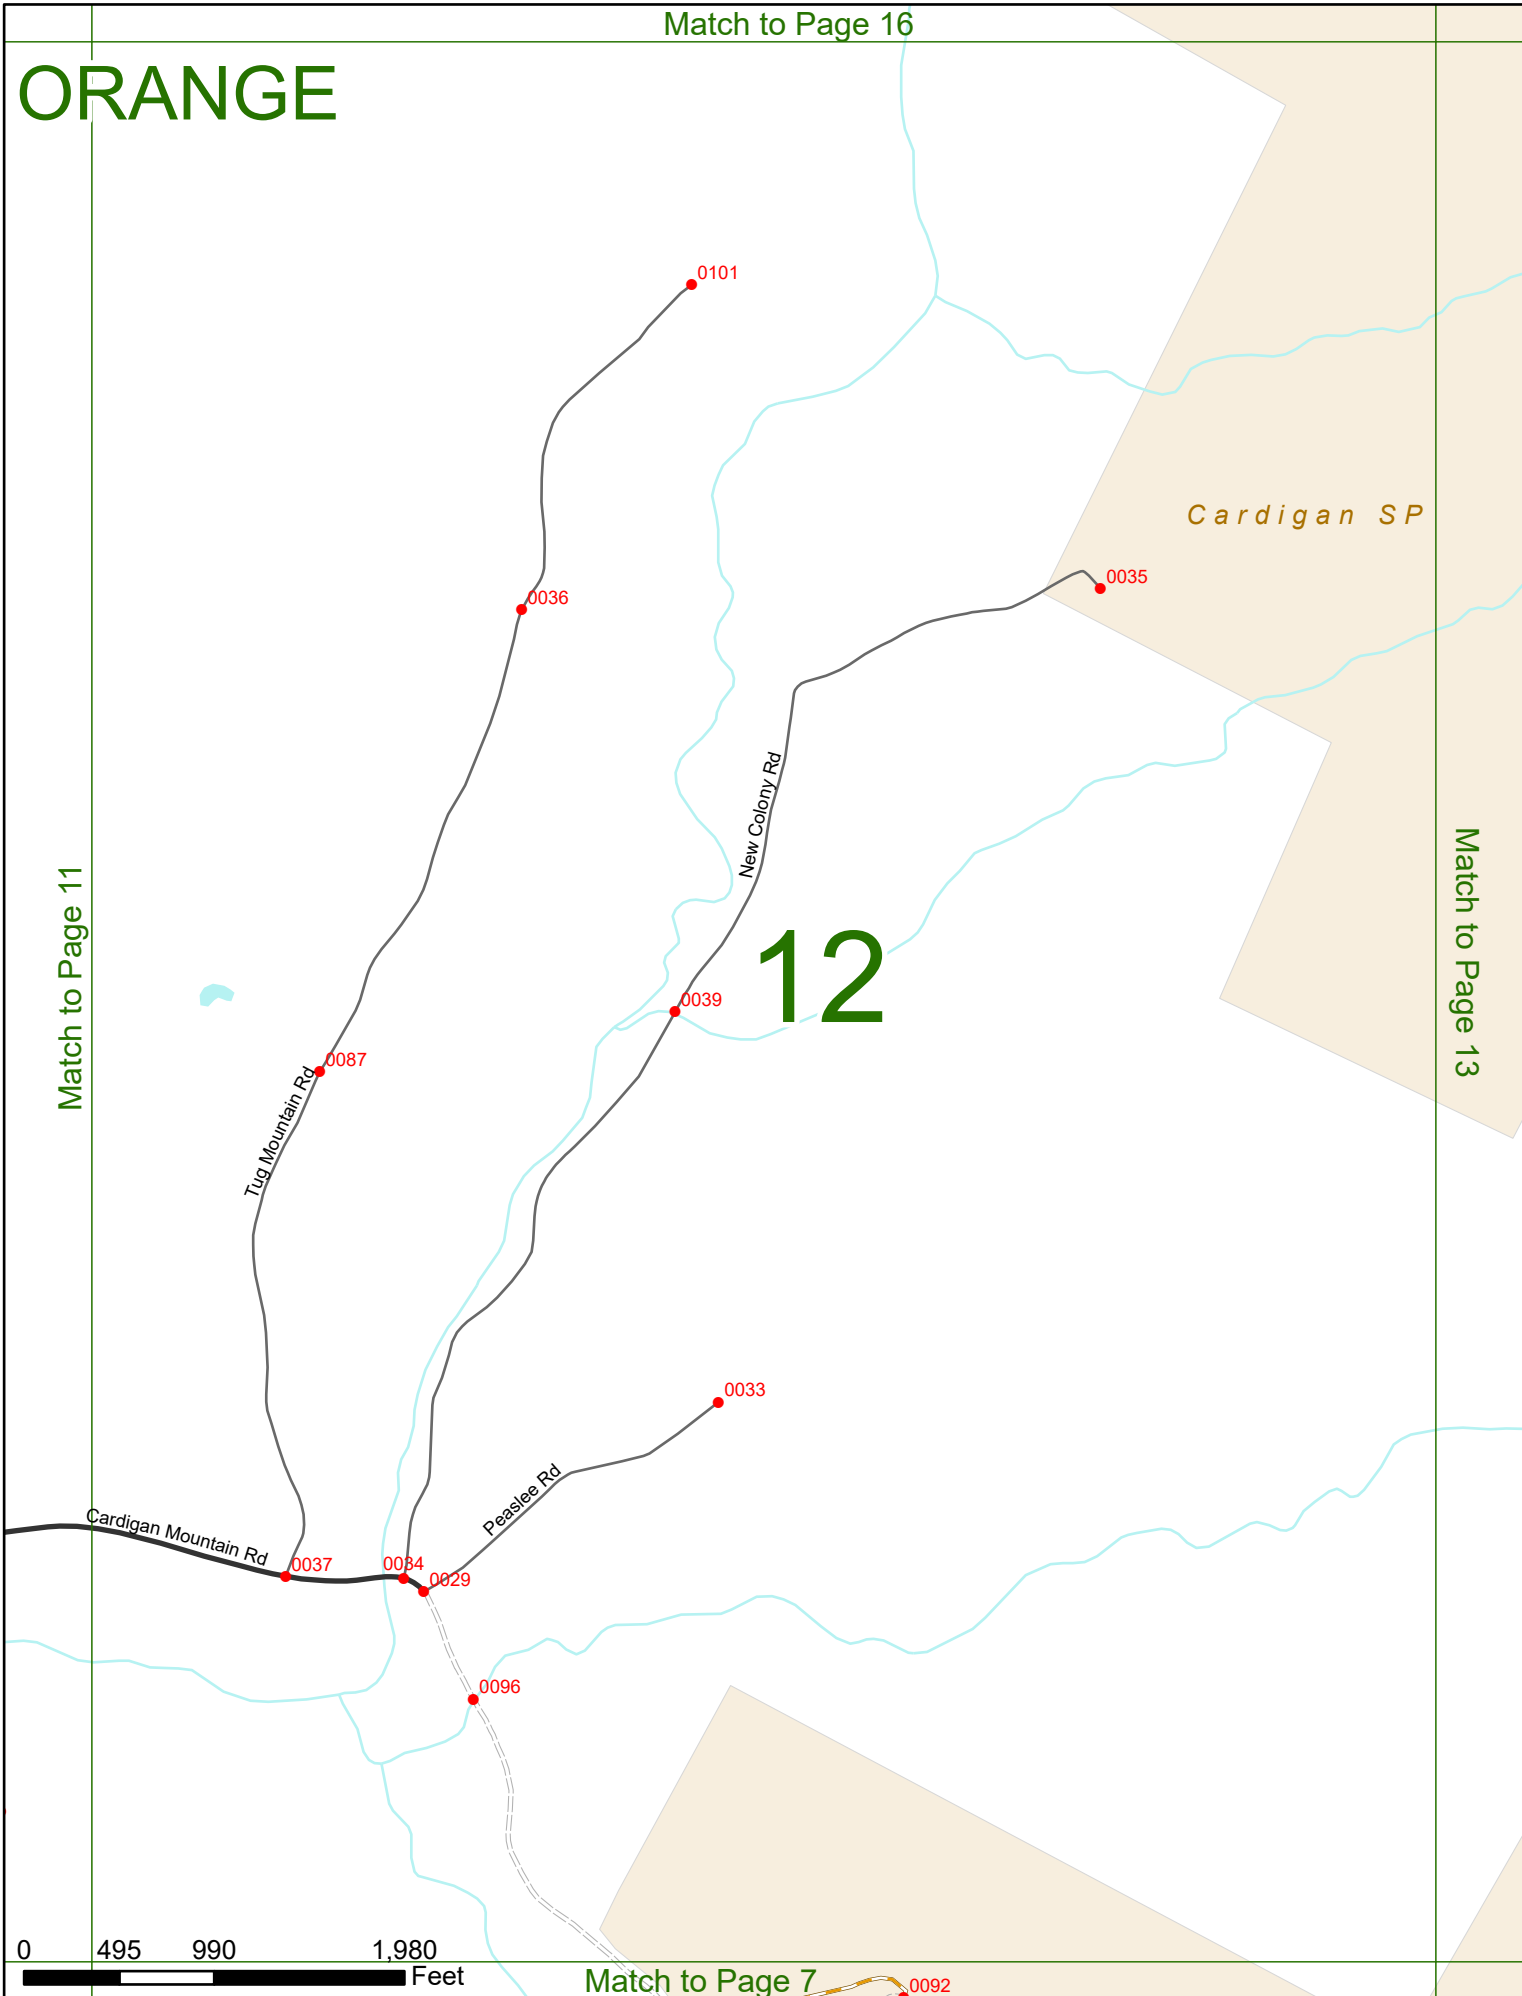 Match to Page 16
ORANGE
0101
Cardigan SP
0035
0036
New Colony Rd
Match to Page 11
Match to Page 13
12
0039
0087
Tug Mountain Rd
0033
Peaslee Rd
Cardigan Mountain Rd
0037
0034
0029
0096
0 495 990 1,980
Feet
Match to Page 7
0092